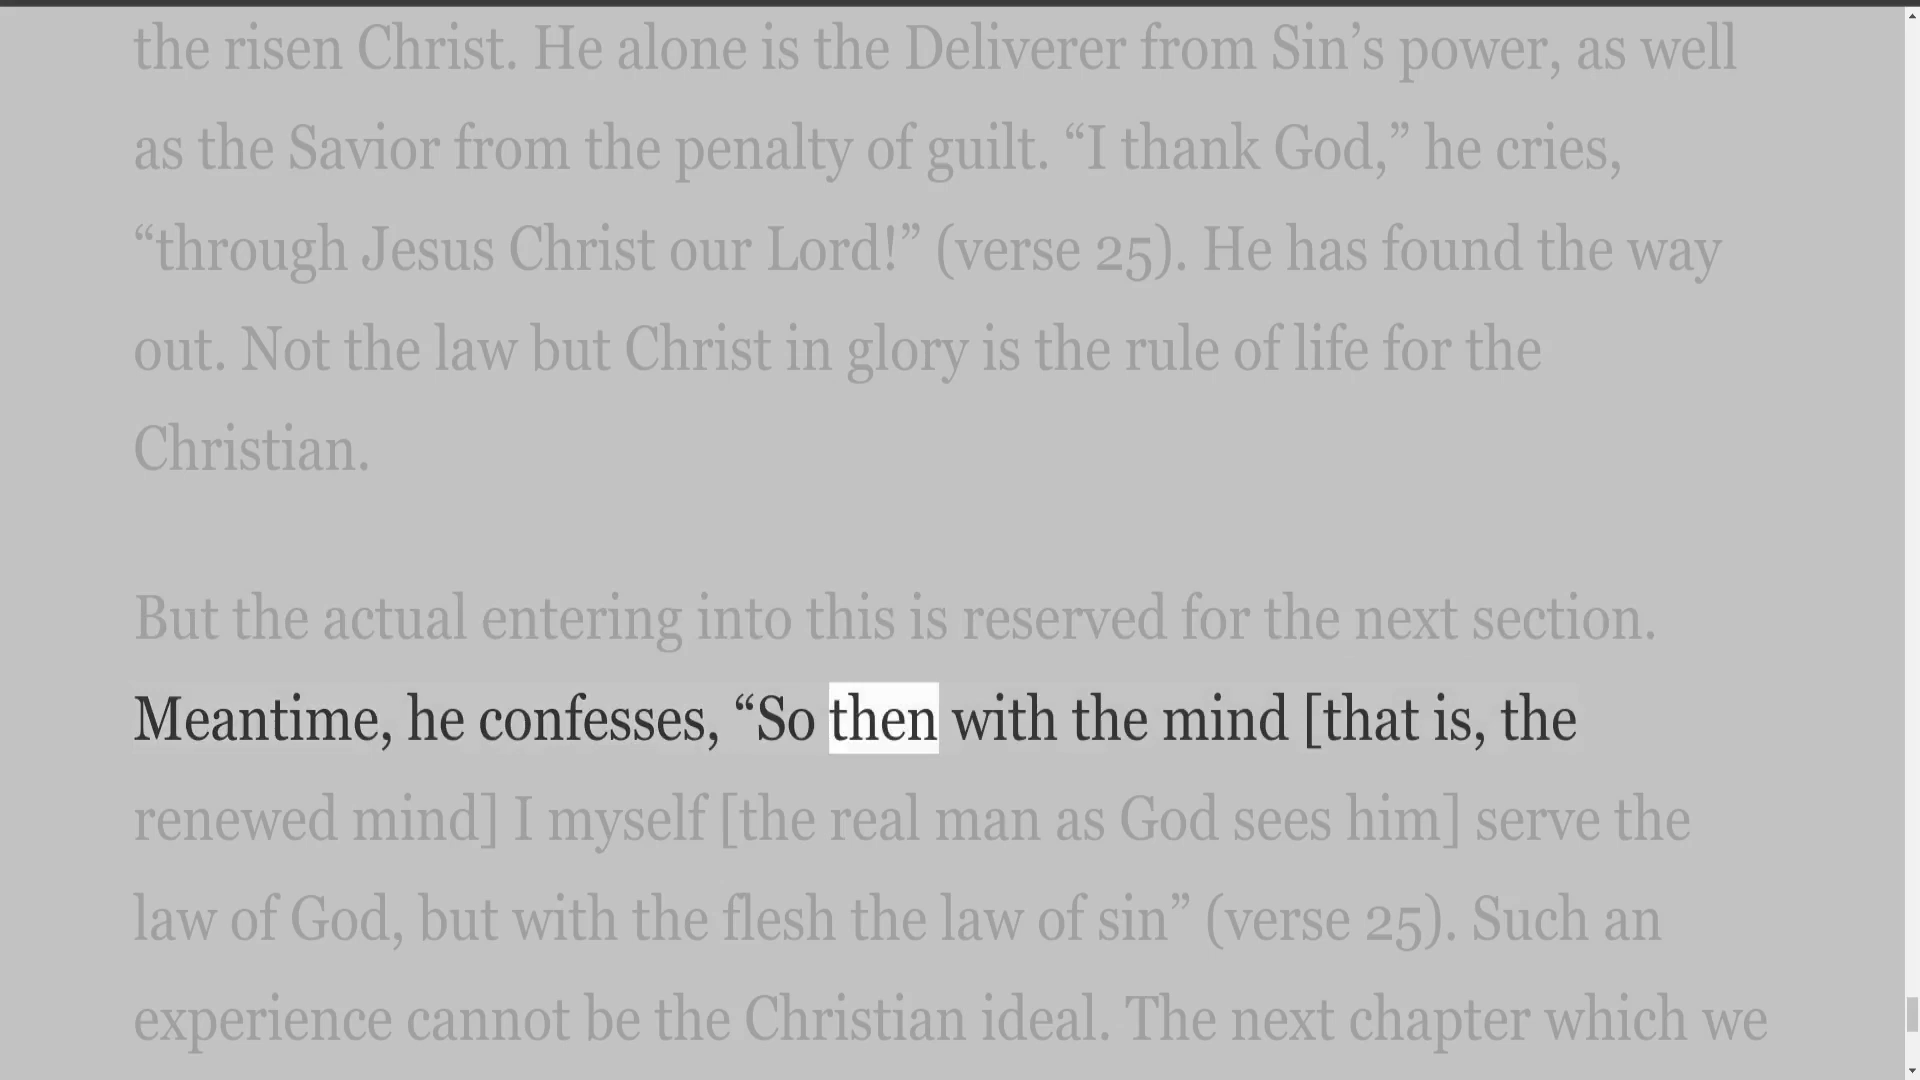 the risen Christ. He alone is the Deliverer from Sin’s power, as well
as the Savior from the penalty of guilt. “I thank God,” he cries,
“through Jesus Christ our Lord!” (verse 25). He has found the way
out. Not the law but Christ in glory is the rule of life for the
Christian.
But the actual entering into this is reserved for the next section.
Meantime, he confesses, “So then with the mind [that is, the
renewed mind] I myself [the real man as God sees him] serve the
law of God, but with the flesh the law of sin” (verse 25). Such an
experience cannot be the Christian ideal. The next chapter which we